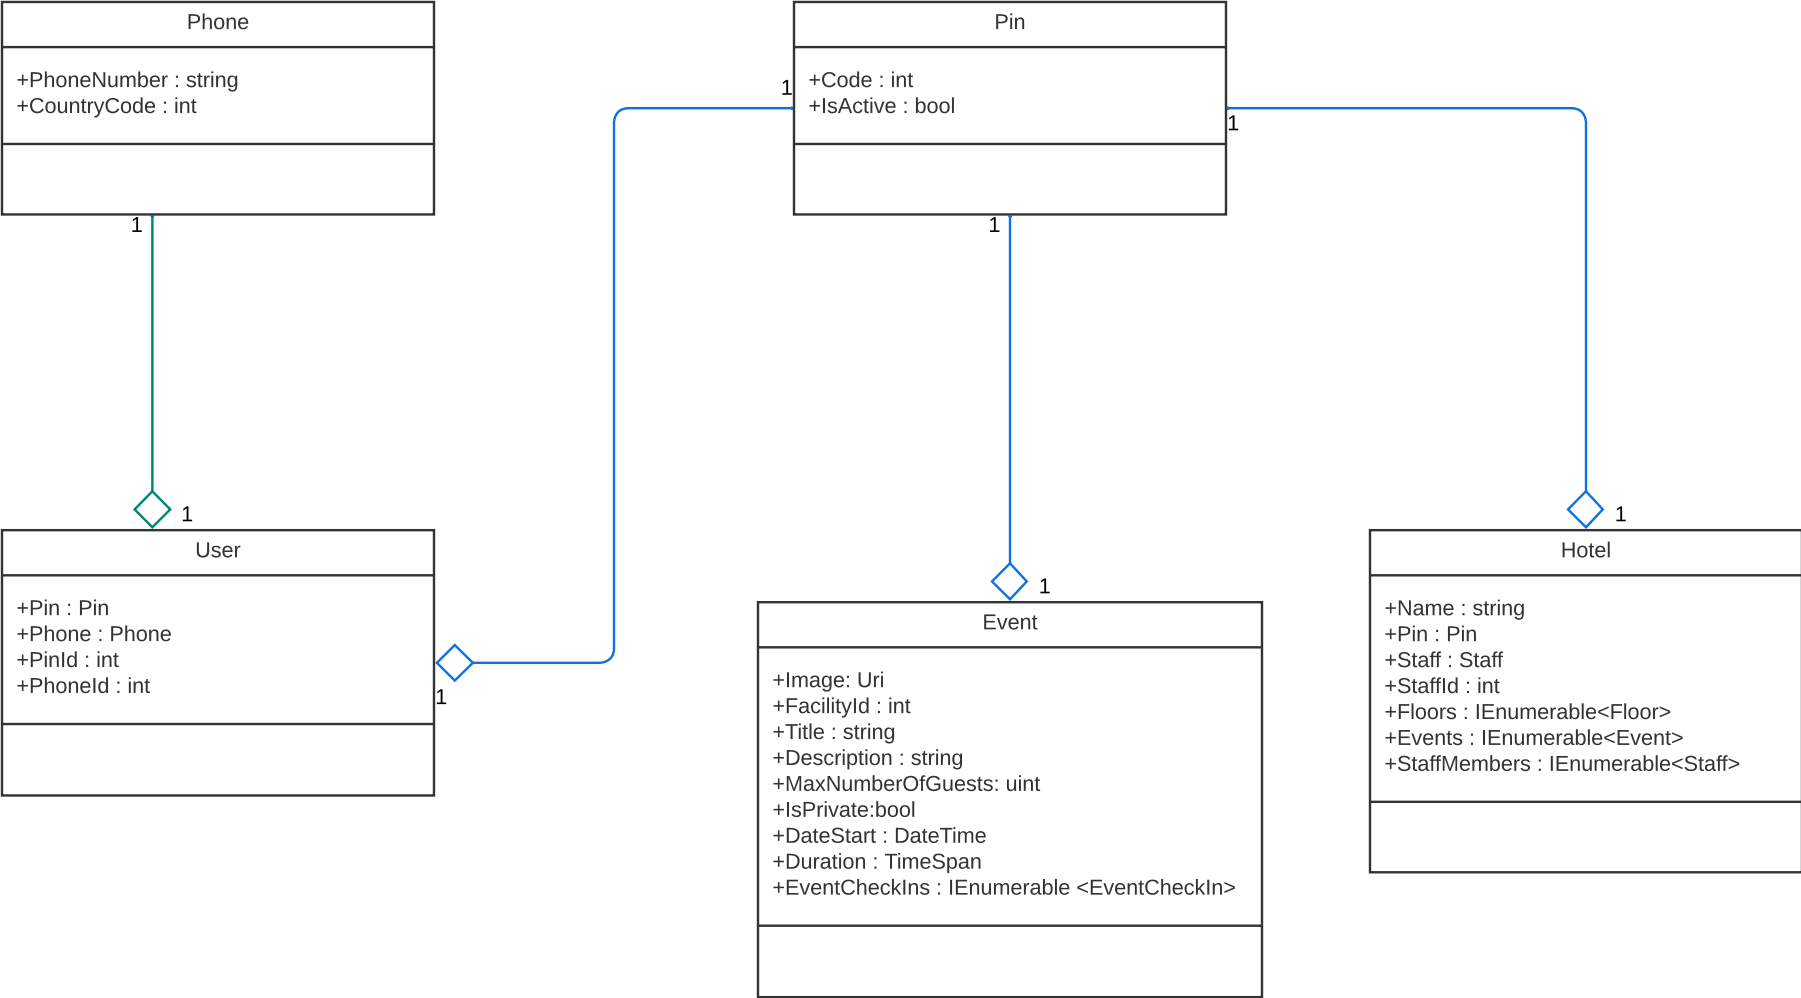 Phone
+PhoneNumber : string
+CountryCode : int
1
1
Pin
+Code : int
+IsActive : bool
1
1
1
User
+Pin : Pin
+Phone : Phone
+PinId : int
+PhoneId : int
1
1
Event
+Image: Uri
+FacilityId : int
+Title : string
+Description : string
+MaxNumberOfGuests: uint
+IsPrivate:bool
+DateStart : DateTime
+Duration : TimeSpan
+EventCheckIns : IEnumerable <EventCheckIn>
1
Hotel
+Name : string
+Pin : Pin
+Staff : Staff
+StaffId : int
+Floors : IEnumerable<Floor>
+Events : IEnumerable<Event>
+StaffMembers : IEnumerable<Staff>